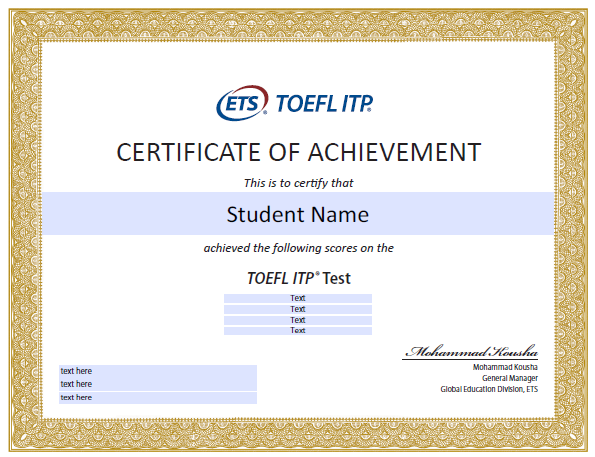 ETS® TOEFL ITP®
CERTIFICATE OF ACHIEVEMENT
This is to certify that
Student Name
achieved the following scores on the
TOEFL ITP® Test
Text
Text
Text
Text
Mohammad Kousha
Mohammad Kousha
General Manager
Global Education Division, ETS
text here
text here
text here